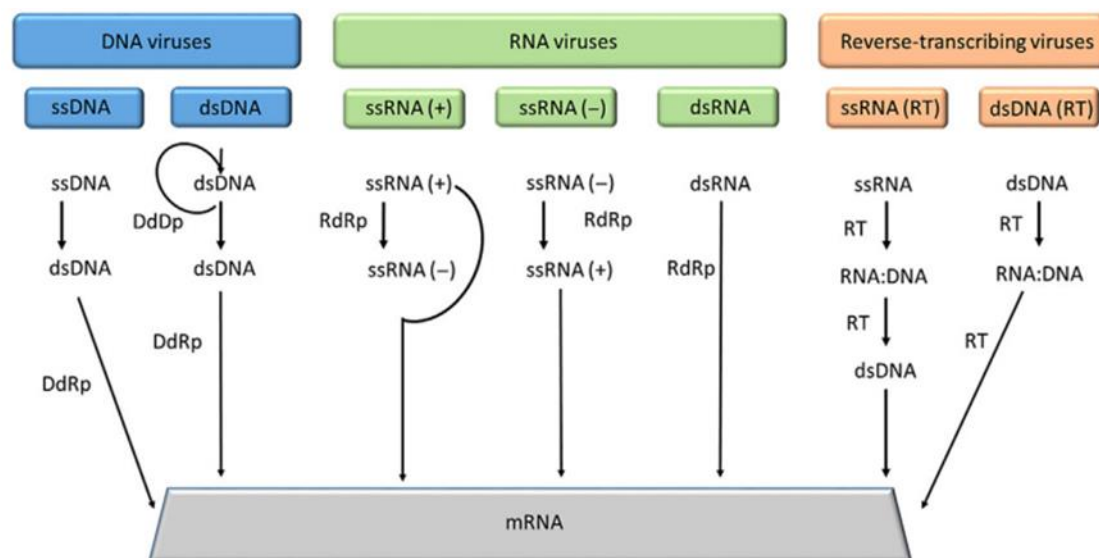 DNA viruses
RNA viruses
Reverse-transcribing viruses
ssDNA
dsDNA
ssRNA (+)
ssRNA (−)
dsRNA
ssRNA (RT)
dsDNA (RT)
ssDNA
dsDNA
ssRNA (+)
ssRNA (−)
dsRNA
ssRNA
dsDNA
DdDp
RdRp
RdRp
RT
RT
dsDNA
dsDNA
ssRNA (−)
ssRNA (+)
RdRp
RNA:DNA
RNA:DNA
DdRp
RT
RT
DdRp
dsDNA
mRNA